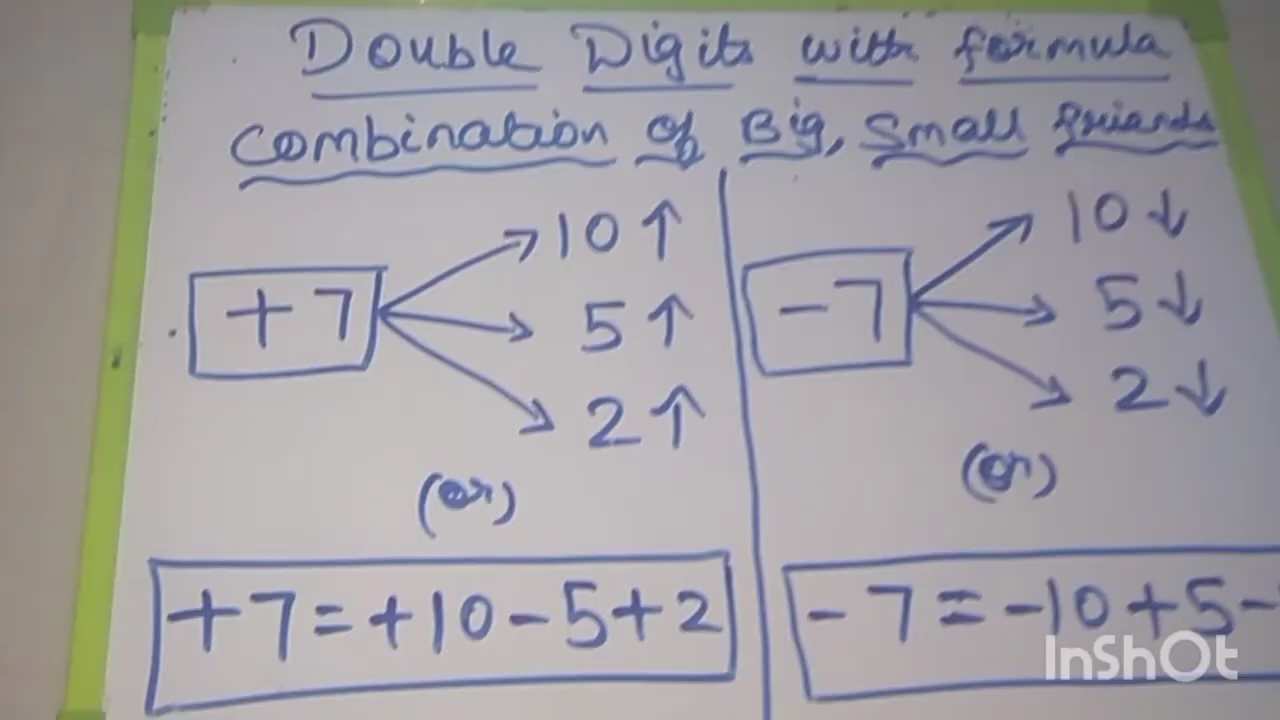 Double Digits with formula
Combination of Big, Small friends
+7
10 ↑
5 ↑
2 ↑
(or)
+7=+10-5+2
-7
10 ↓
5 ↓
2 ↓
(or)
-7=-10+5-
InShOt